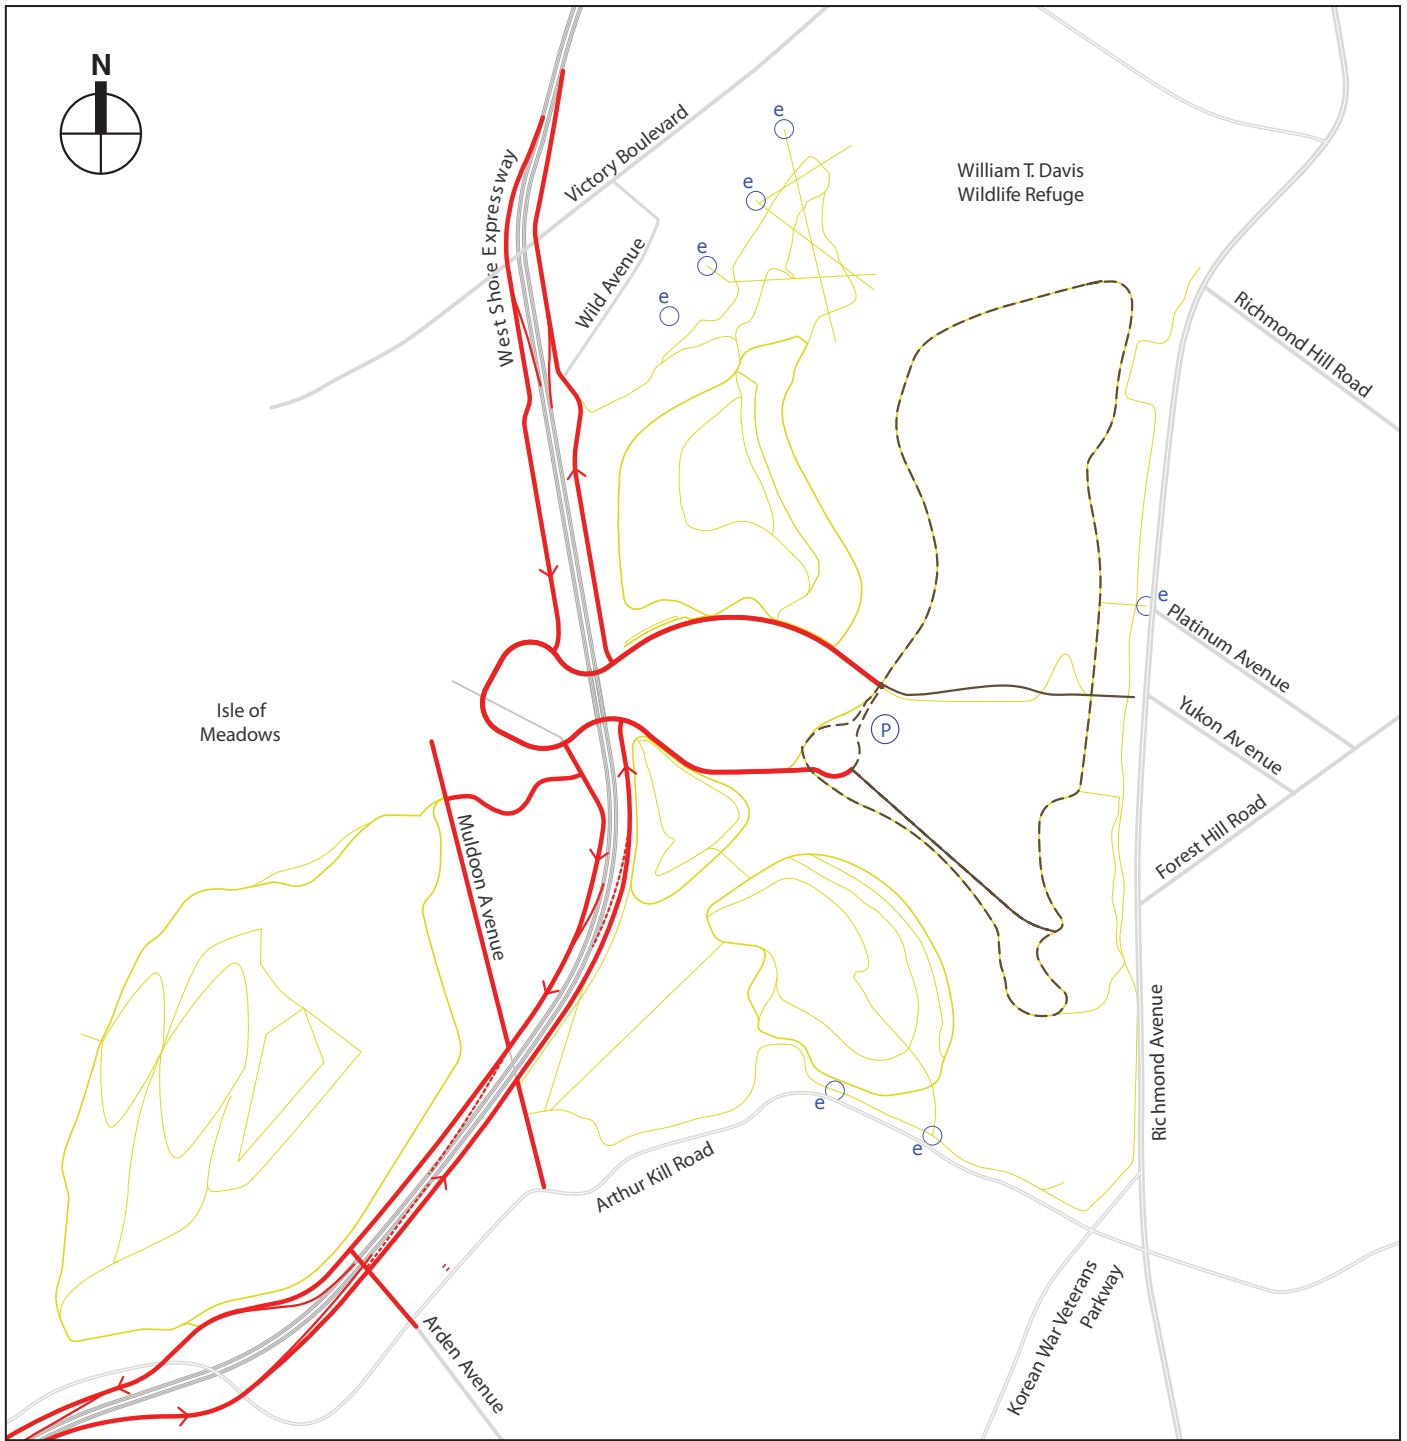 N
e
Victory Boulevard
William T. Davis
Wildlife Refuge
e
West Shore Expressway
e
Wild Avenue
e
Richmond Hill Road
e
Platinum Avenue
Isle of
Meadows
P
Yukon Avenue
Forest Hill Road
Muldoon Avenue
Richmond Avenue
e
e
Arthur Kill Road
Korean War Veterans
Parkway
Arden Avenue